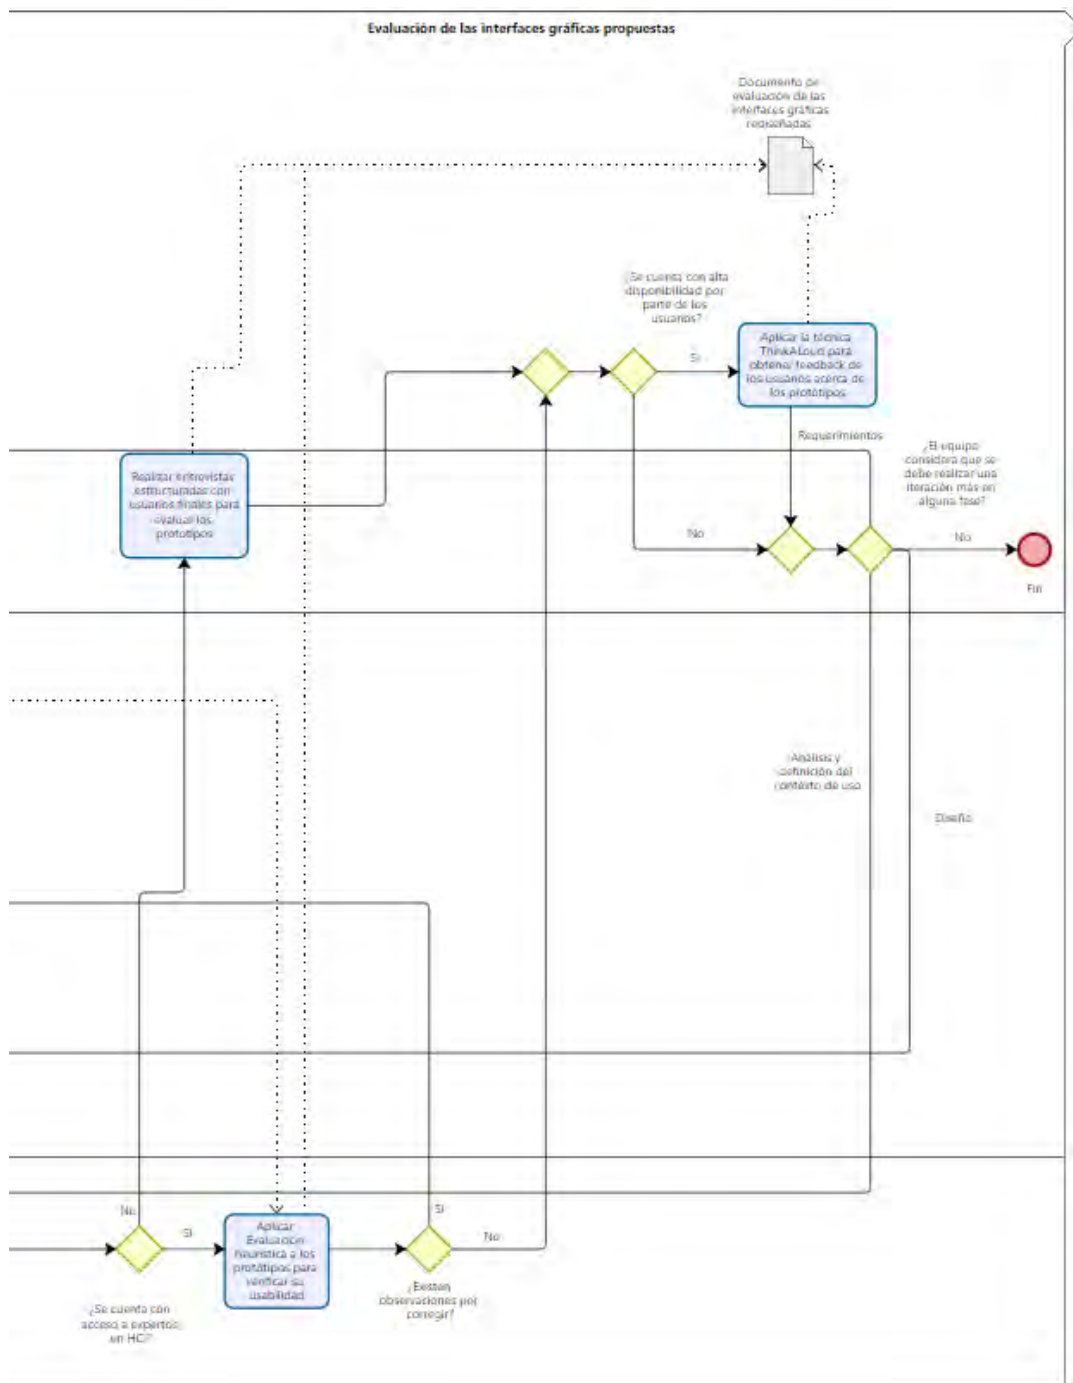 Evaluación de las interfaces gráficas propuestas
Documento de
evaluación de las
interfaces gráficas
rediseñadas
¿Se cuenta con alta
disponibilidad por
parte de los
usuarios?
Si
Aplicar la técnica
ThinkALoud para
obtener feedback de
los usuarios acerca de
los prototipos
Requerimientos
¿El equipo
considera que se
debe realizar una
iteración más en
alguna fase?
Realizar entrevistas
estructuradas con
usuarios finales para
evaluar los
prototipos
No
No
Fin
Análisis y
definición del
contexto de uso
Diseño
No
Si
Aplicar
Evaluación
heurística a los
prototipos para
verificar su
usabilidad
Si
No
¿Existen
observaciones por
corregir?
¿Se cuenta con
acceso a expertos
en HCI?